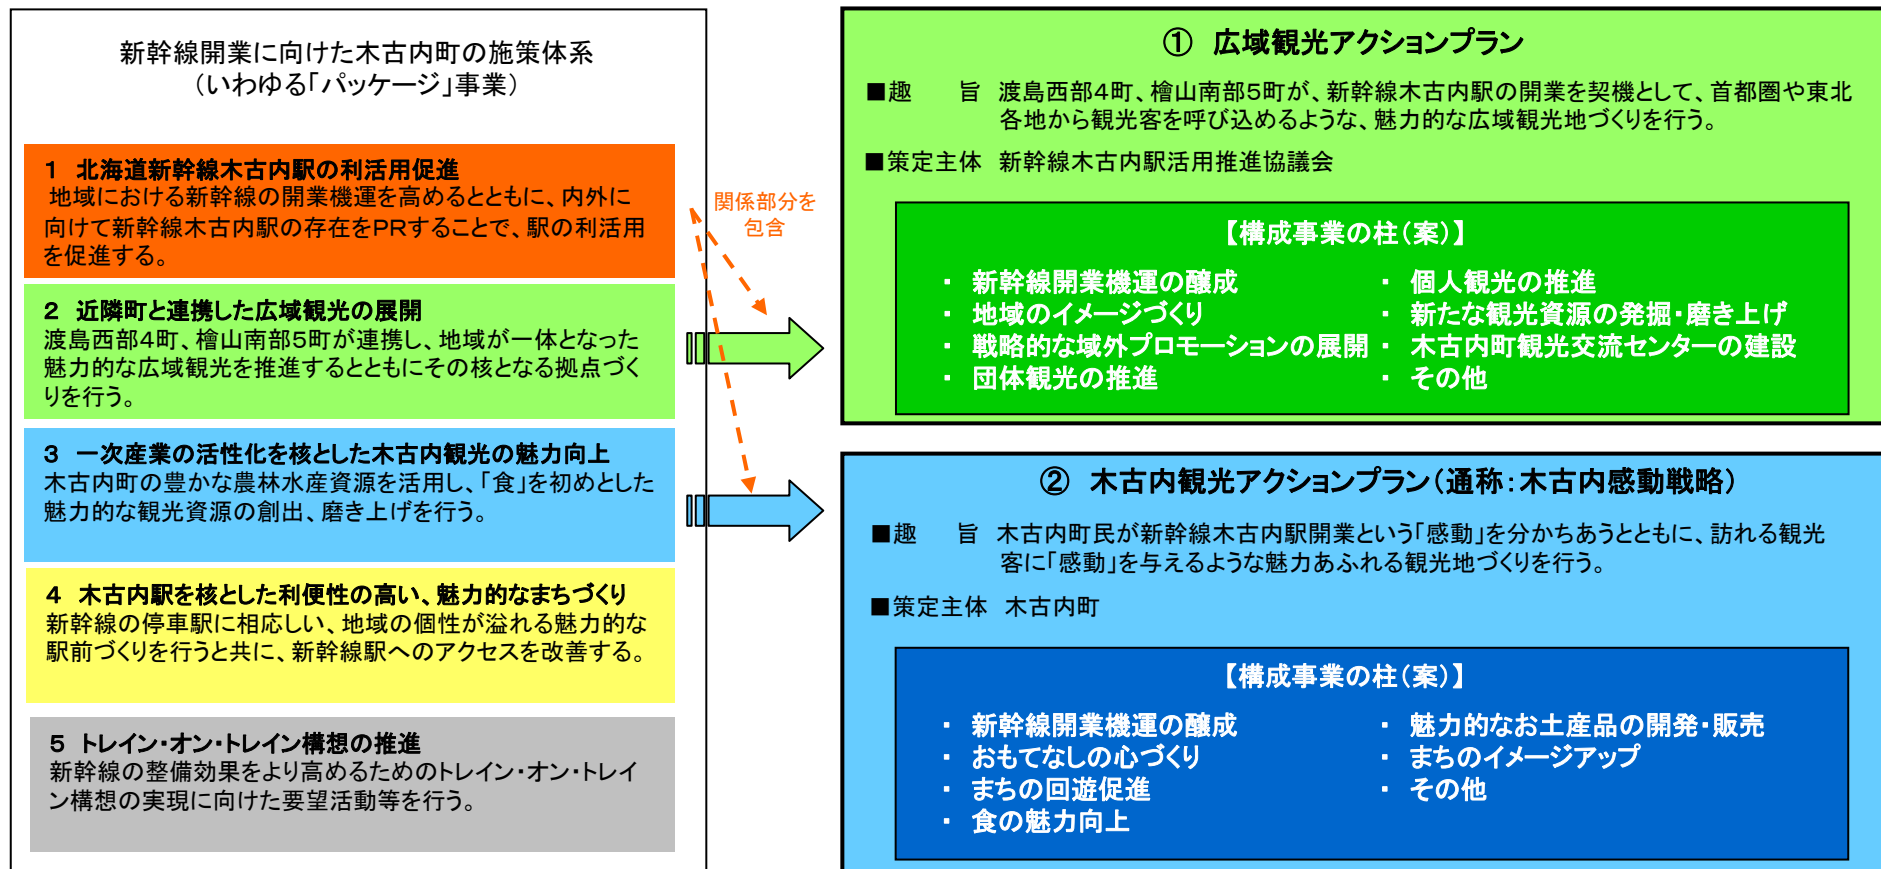 新幹線開業に向けた木古内町の施策体系
(いわゆる「パッケージ」事業)
1 北海道新幹線木古内駅の利活用促進
地域における新幹線の開業機運を高めるとともに、内外に
向けて新幹線木古内駅の存在をPRすることで、駅の利活用
を促進する。
2 近隣町と連携した広域観光の展開
渡島西部4町、檜山南部5町が連携し、地域が一体となった
魅力的な広域観光を推進するとともにその核となる拠点づく
りを行う。
3 一次産業の活性化を核とした木古内観光の魅力向上
木古内町の豊かな農林水産資源を活用し、「食」を初めとした
魅力的な観光資源の創出、磨き上げを行う。
4 木古内駅を核とした利便性の高い、魅力的なまちづくり
新幹線の停車駅に相応しい、地域の個性が溢れる魅力的な
駅前づくりを行うと共に、新幹線駅へのアクセスを改善する。
5 トレイン・オン・トレイン構想の推進
新幹線の整備効果をより高めるためのトレイン・オン・トレイ
ン構想の実現に向けた要望活動等を行う。
関係部分を
包含
① 広域観光アクションプラン
■趣 旨 渡島西部4町、檜山南部5町が、新幹線木古内駅の開業を契機として、首都圏や東北
各地から観光客を呼び込めるような、魅力的な広域観光地づくりを行う。
■策定主体 新幹線木古内駅活用推進協議会
【構成事業の柱(案)】
・ 新幹線開業機運の醸成
・ 地域のイメージづくり
・ 戦略的な域外プロモーションの展開
・ 団体観光の推進
・ 個人観光の推進
・ 新たな観光資源の発掘・磨き上げ
・ 木古内町観光交流センターの建設
・ その他
② 木古内観光アクションプラン(通称:木古内感動戦略)
■趣 旨 木古内町民が新幹線木古内駅開業という「感動」を分かちあうとともに、訪れる観光
客に「感動」を与えるような魅力あふれる観光地づくりを行う。
■策定主体 木古内町
【構成事業の柱(案)】
・ 新幹線開業機運の醸成
・ おもてなしの心づくり
・ まちの回遊促進
・ 食の魅力向上
・ 魅力的なお土産品の開発・販売
・ まちのイメージアップ
・ その他